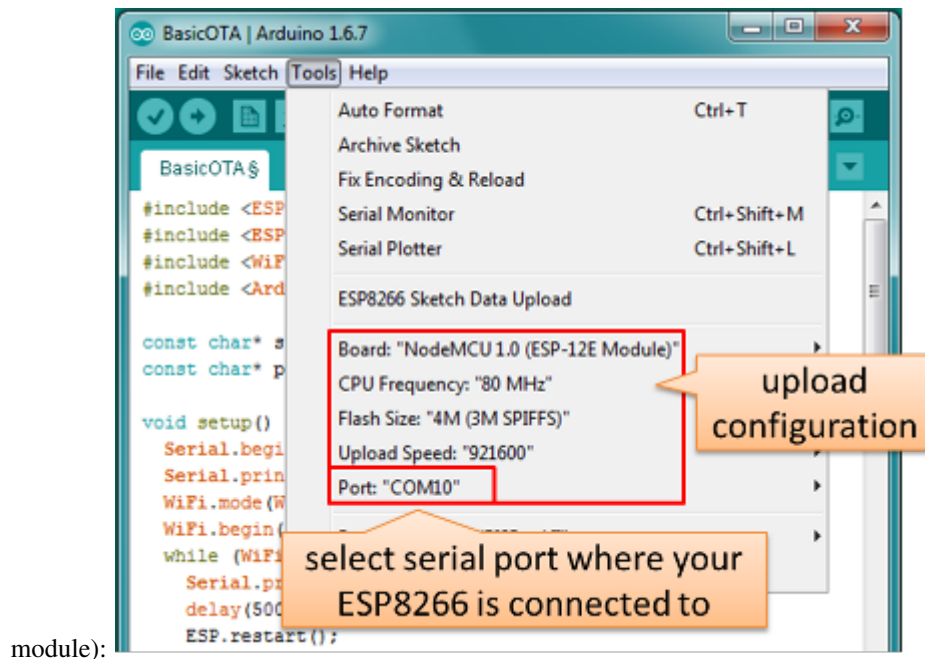 BasicOTA | Arduino 1.6.7
File Edit Sketch Tools Help
Auto Format Ctrl+T
Archive Sketch
BasicOTA§
Fix Encoding & Reload
#include <ESP
Serial Monitor Ctrl+Shift+M
#include <ESP
Serial Plotter Ctrl+Shift+L
#include <WiF
#include <Ard
ESP8266 Sketch Data Upload
const char* s
Board: "NodeMCU 1.0 (ESP-12E Module)"
const char* p
CPU Frequency: "80 MHz"
upload
configuration
void setup()
Flash Size: "4M (3M SPIFFS)"
Serial.begi
Upload Speed: "921600"
Serial.prin
Port: "COM10"
WiFi.mode(W
WiFi.begin(
while (WiFi
select serial port where your
ESP8266 is connected to
Serial.pr
delay(500
ESP.restart();
module):